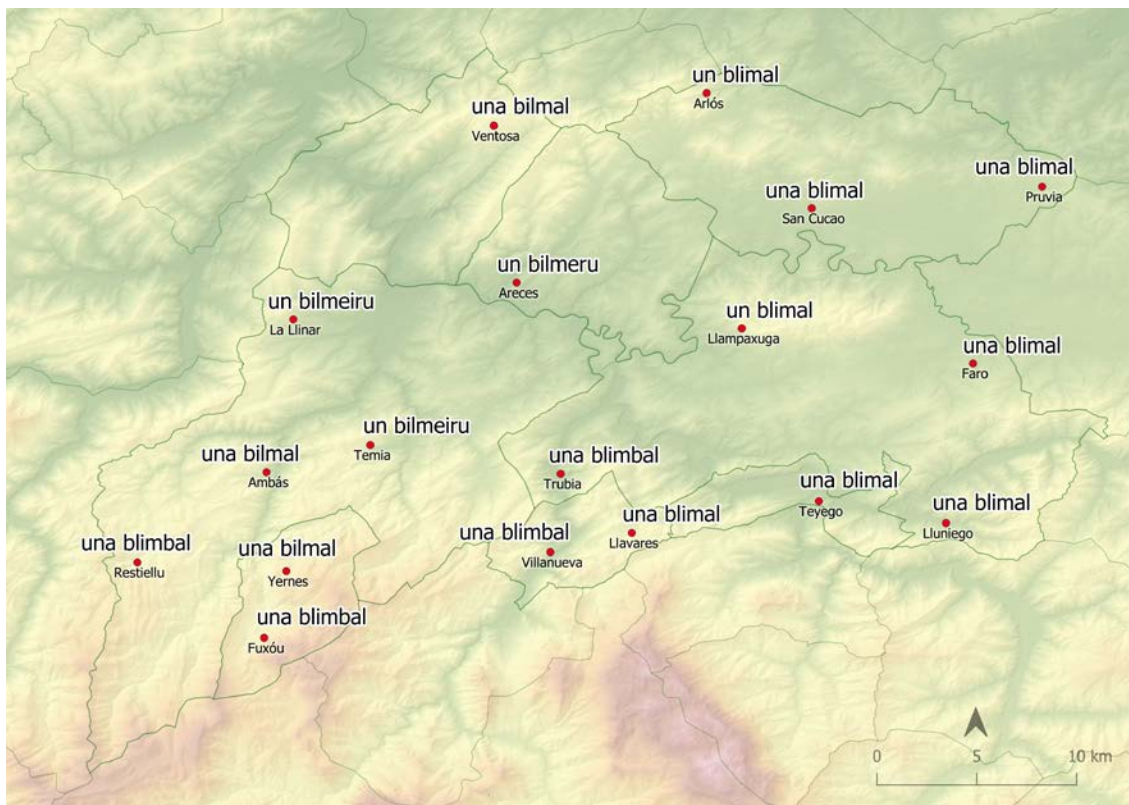 un blimal
Arlós
una bilmal
Ventosa
una blimal
Pruvia
una blimal
San Cucao
un bilmeru
Areces
un bilmeiru
La Llinar
un blimal
Llampaxuga
una blimal
Faro
un bilmeiru
Temia
una bilmal
Ambás
una blimbal
Trubia
una blimal
Teyego
una blimal
Lluniego
una blimal
Llavares
una blimbal
Villanueva
una blimbal
Restiellu
una bilmal
Yernes
una blimbal
Fuxóu
0 5 10 km